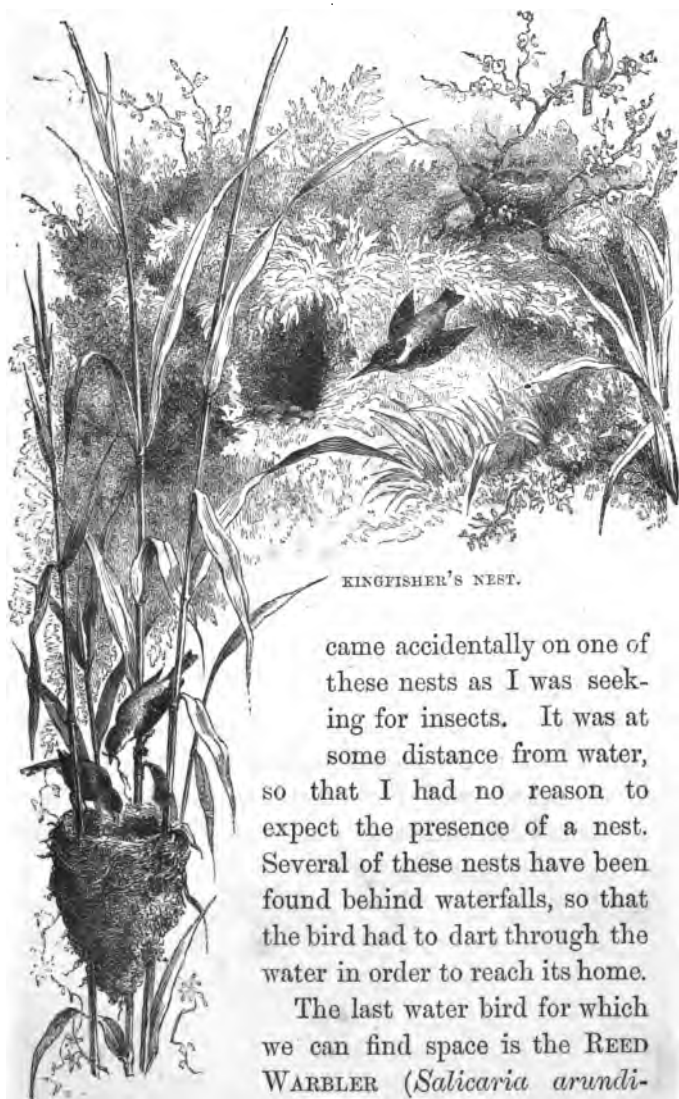 KINGFISHER'S NEST.
came accidentally on one of
these nests as I was seek-
ing for insects. It was at
some distance from water,
so that I had no reason to
expect the presence of a nest.
Several of these nests have been
found behind waterfalls, so that
the bird had to dart through the
water in order to reach its home.
The last water bird for which
we can find space is the REED
WARBLER (Salicaria arundi-